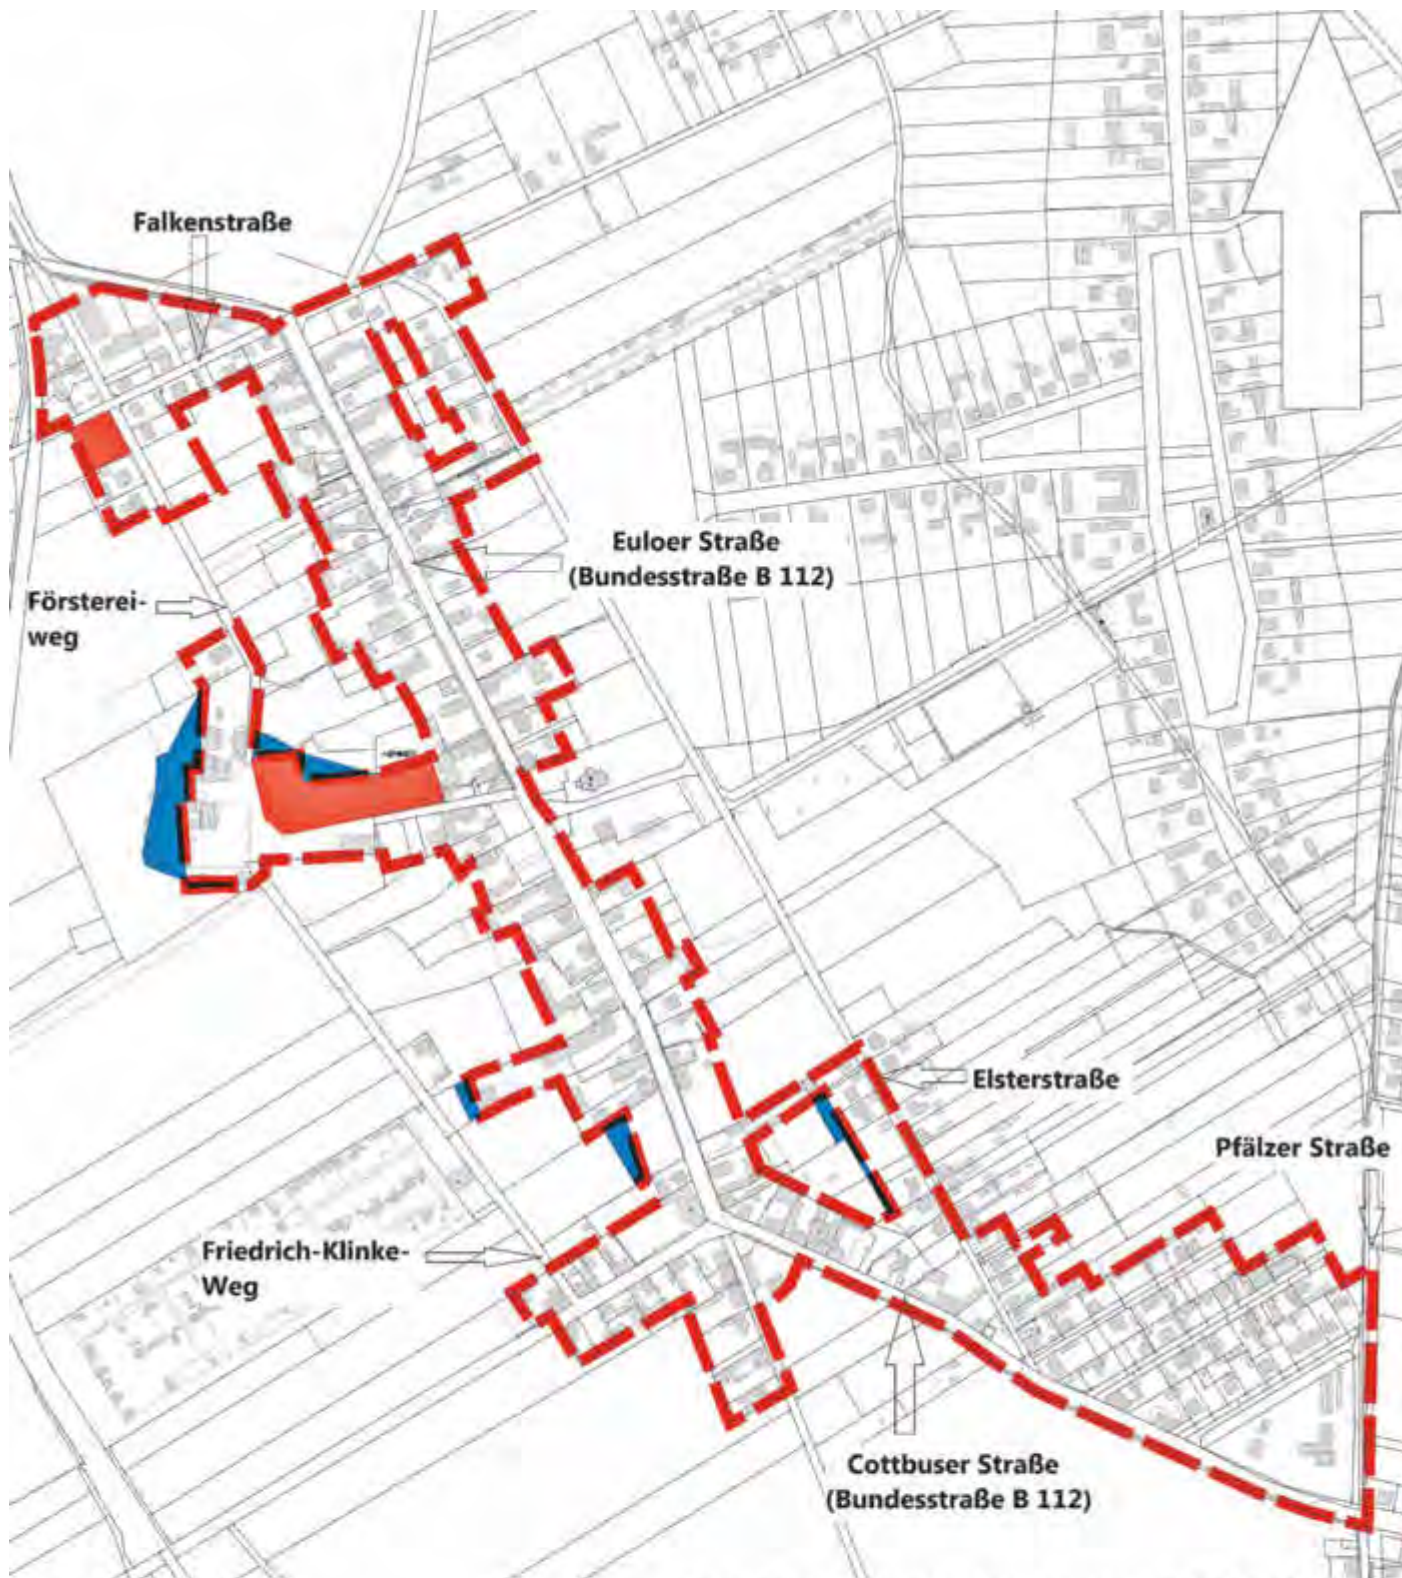 Falkenstraße
Euloer Straße
(Bundesstraße B 112)
Försterei-
weg
Elsterstraße
Pfälzer Straße
Friedrich-Klinke-
Weg
Cottbuser Straße
(Bundesstraße B 112)